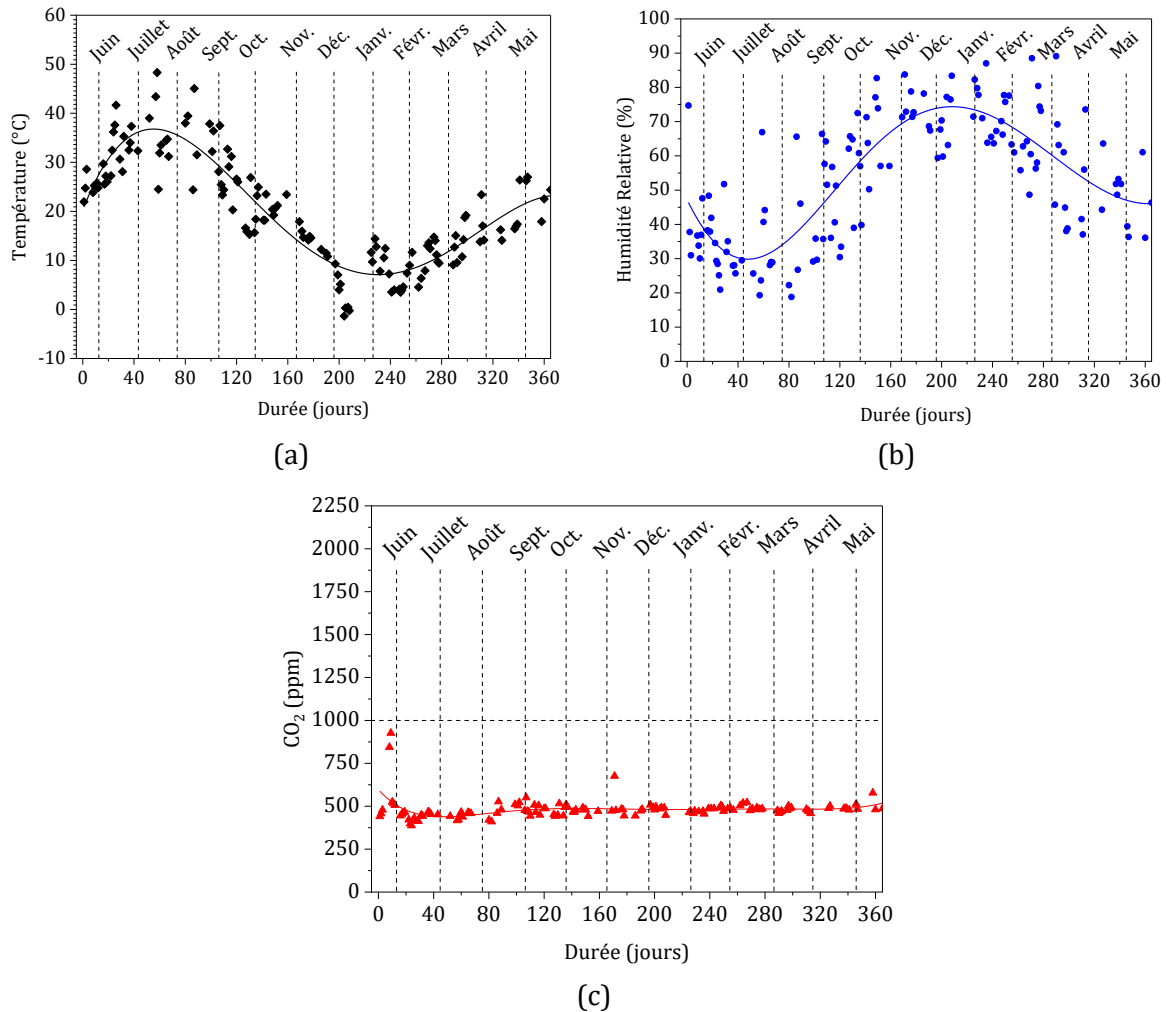 60
50
40
30
20
10
0
-10
Température (°C)
Juin
Juillet
Août
Sept.
Oct.
Nov.
Déc.
Janv.
Févr.
Mars
Avril
Mai
0 40 80 120 160 200 240 280 320 360
Durée (jours)
(a)
100
90
80
70
60
50
40
30
20
10
0
Humidité Relative (%)
Juin
Juillet
Août
Sept.
Oct.
Nov.
Déc.
Janv.
Févr.
Mars
Avril
Mai
0 40 80 120 160 200 240 280 320 360
Durée (jours)
(b)
2250
2000
1750
1500
1250
1000
750
500
250
0
CO₂ (ppm)
Juin
Juillet
Août
Sept.
Oct.
Nov.
Déc.
Janv.
Févr.
Mars
Avril
Mai
0 40 80 120 160 200 240 280 320 360
Durée (jours)
(c)